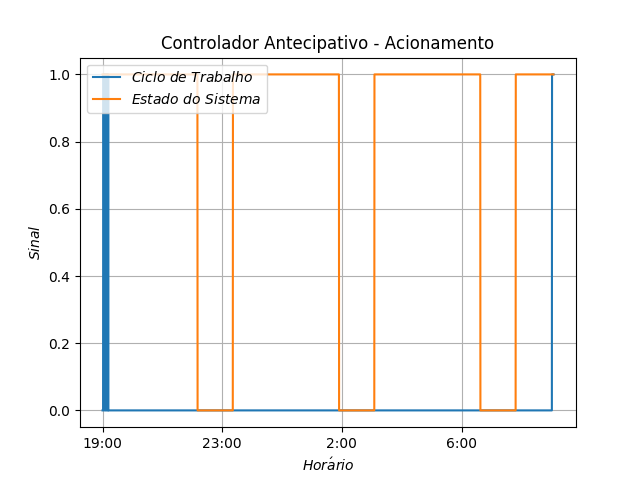 Controlador Antecipativo - Acionamento
Ciclo de Trabalho
Estado do Sistema
1.0
0.8
0.6
0.4
0.2
0.0
Sinal
19:00 23:00 2:00 6:00
Horário